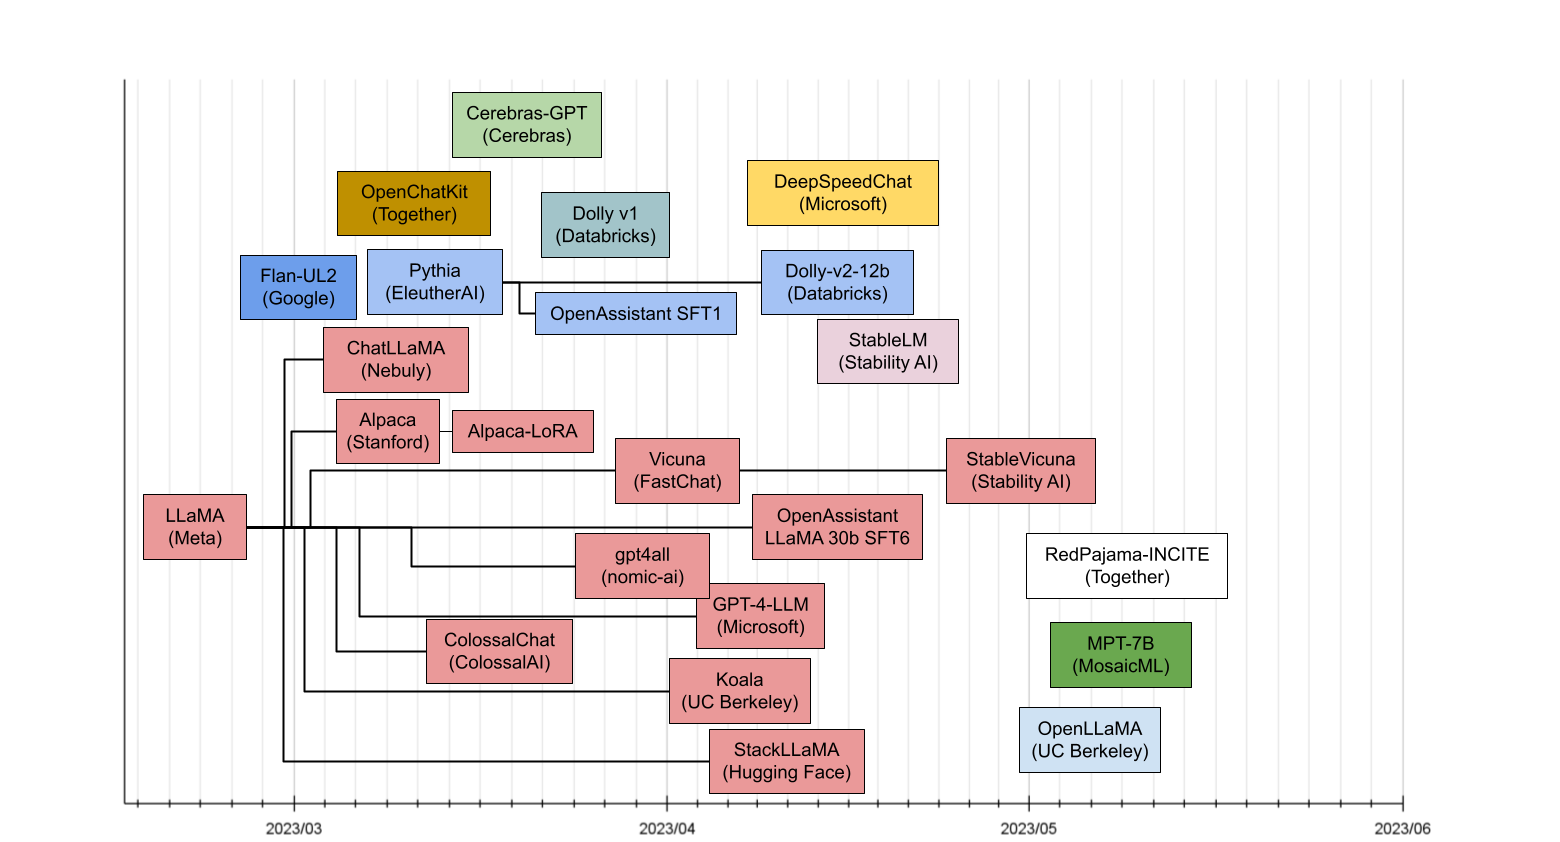 Cerebras-GPT
(Cerebras)
OpenChatKit
(Together)
Dolly v1
(Databricks)
DeepSpeedChat
(Microsoft)
Flan-UL2
(Google)
Pythia
(EleutherAI)
OpenAssistant SFT1
Dolly-v2-12b
(Databricks)
StableLM
(Stability AI)
ChatLLaMA
(Nebuly)
Alpaca
(Stanford)
Alpaca-LoRA
Vicuna
(FastChat)
StableVicuna
(Stability AI)
LLaMA
(Meta)
OpenAssistant
LLaMA 30b SFT6
gpt4all
(nomic-ai)
RedPajama-INCITE
(Together)
GPT-4-LLM
(Microsoft)
ColossalChat
(ColossalAI)
MPT-7B
(MosaicML)
Koala
(UC Berkeley)
OpenLLaMA
(UC Berkeley)
StackLLaMA
(Hugging Face)
2023/03
2023/04
2023/05
2023/06